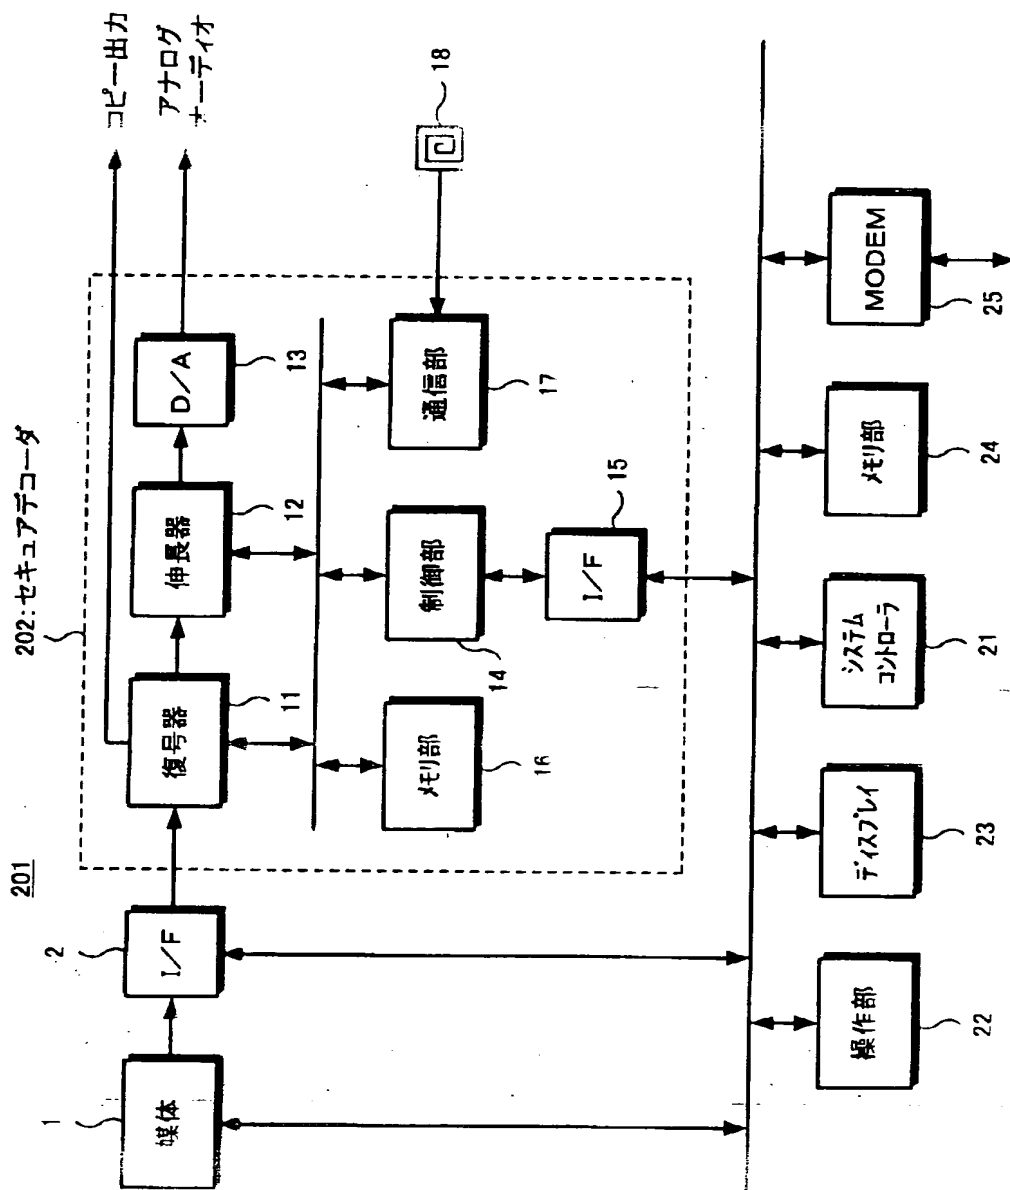 201
202:セキュアデコーダ
コピー出力
アナログ
オーディオ
1
媒体
2
I/F
復号器
11
伸長器
12
D/A
13
メモリ部
16
制御部
14
通信部
17
18
I/F
15
操作部
22
ディスプレイ
23
システム
コントローラ
21
メモリ部
24
MODEM
25